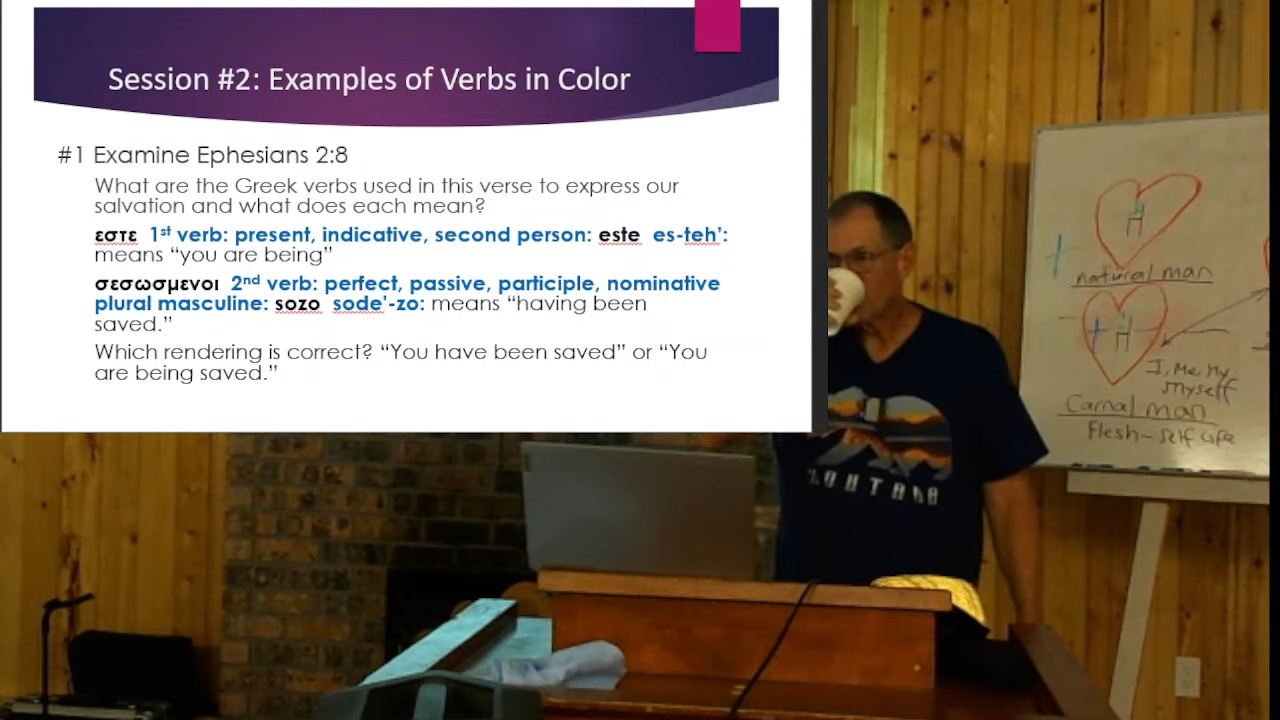 Session #2: Examples of Verbs in Color
#1 Examine Ephesians 2:8
What are the Greek verbs used in this verse to express our
salvation and what does each mean?
εστε 1st verb: present, indicative, second person: este es-teh':
means “you are being”
σεσωσμενοι 2nd verb: perfect, passive, participle, nominative
plural masculine: sozo sode'-zo: means “having been
saved.”
Which rendering is correct? “You have been saved” or “You
are being saved.”
natural man
I, Me, My
Myself
Carnal man
Flesh - Self Life